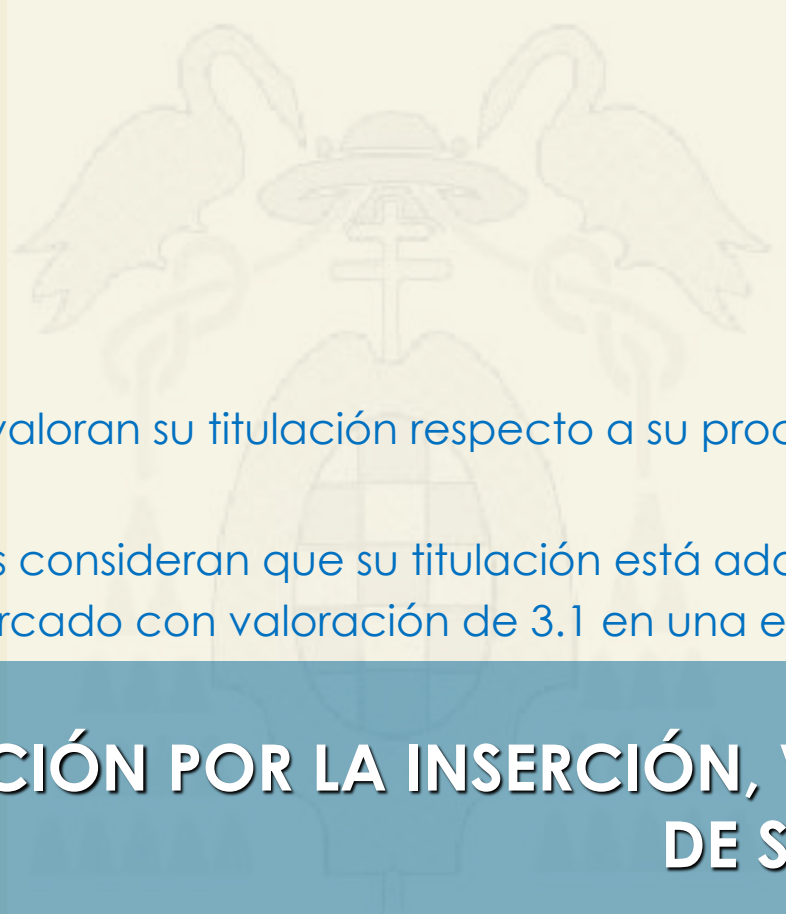 valoran su titulación respecto a su proc
s consideran que su titulación está ada
rcado con valoración de 3.1 en una e
CIÓN POR LA INSERCIÓN, V
DE S